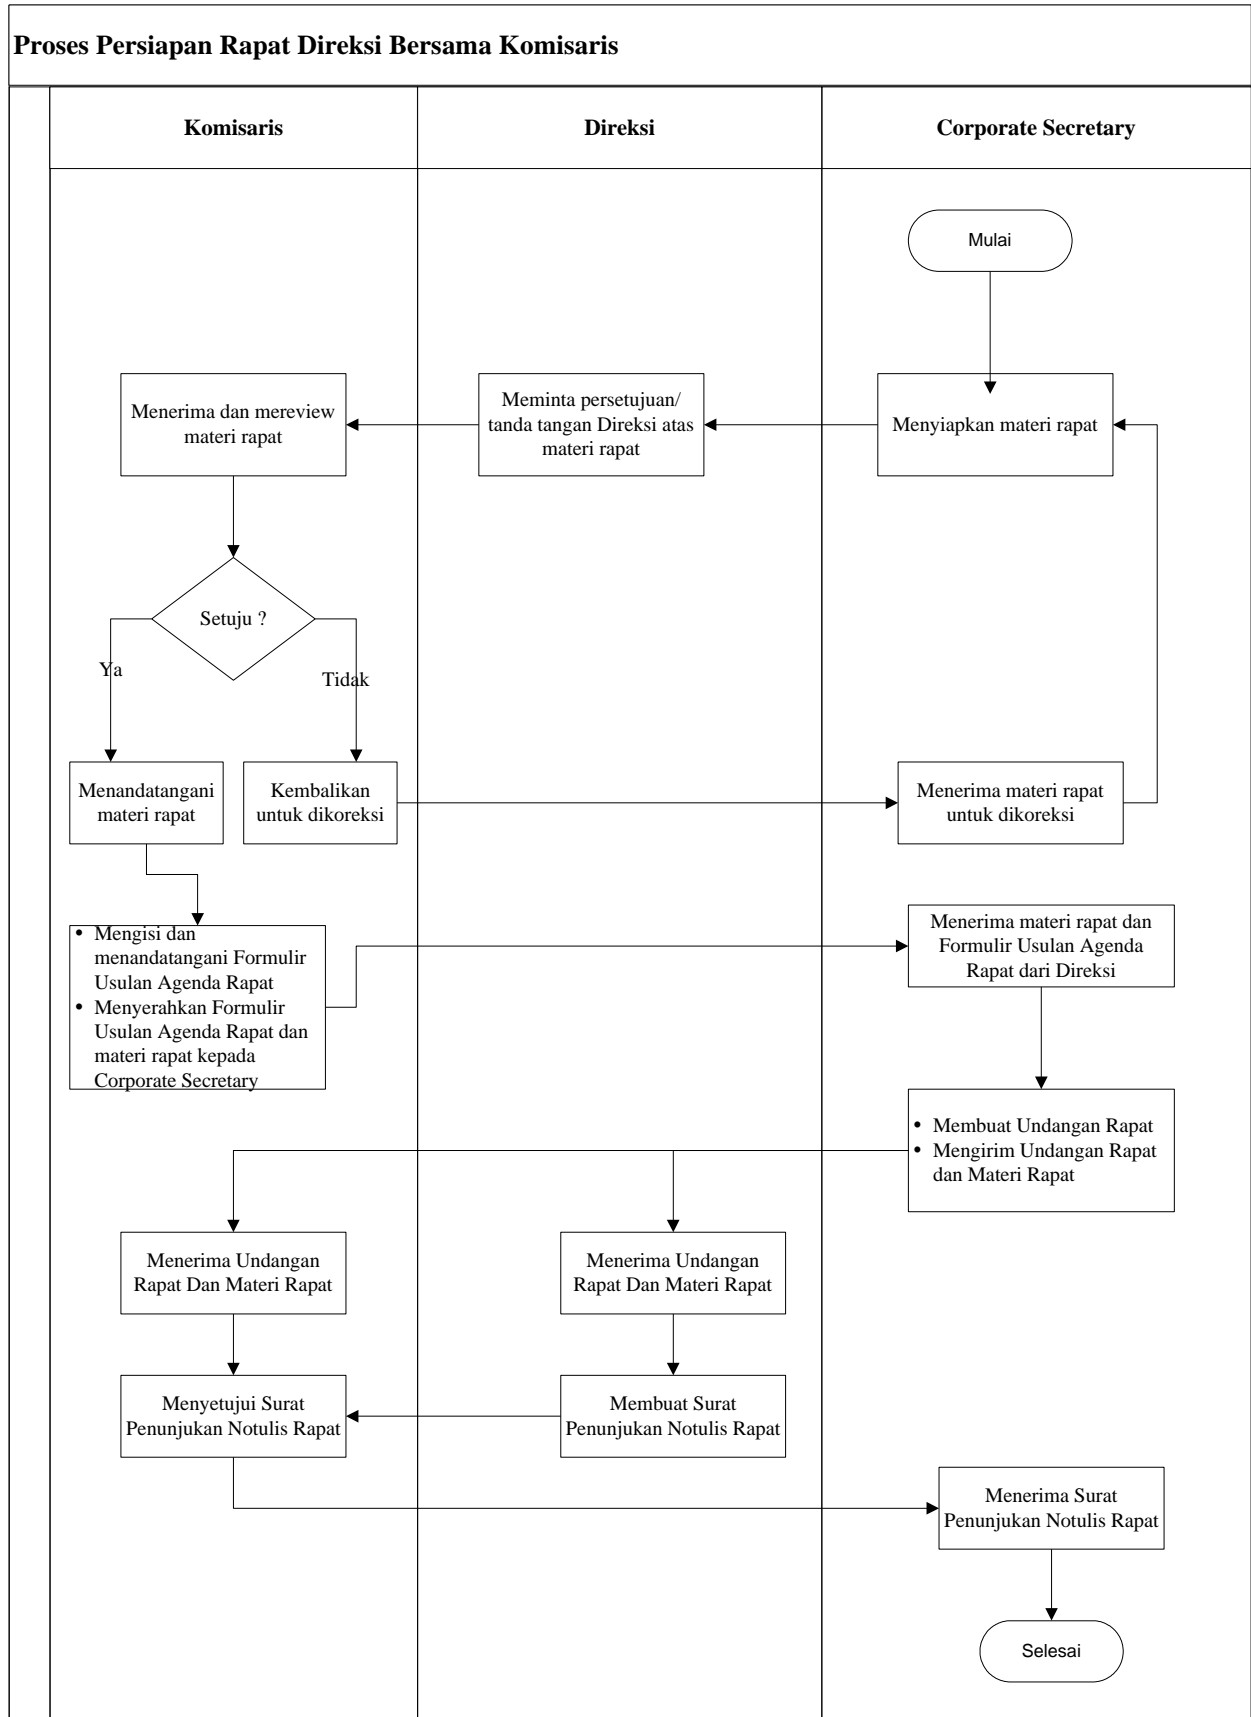 Proses Persiapan Rapat Direksi Bersama Komisaris
Komisaris
Direksi
Corporate Secretary
Mulai
Menerima dan mereview
materi rapat
Meminta persetujuan/
tanda tangan Direksi atas
materi rapat
Menyiapkan materi rapat
Setuju ?
Ya
Tidak
Menandatangani
materi rapat
Kembalikan
untuk dikoreksi
Menerima materi rapat
untuk dikoreksi
• Mengisi dan
menandatangani Formulir
Usulan Agenda Rapat
• Menyerahkan Formulir
Usulan Agenda Rapat dan
materi rapat kepada
Corporate Secretary
Menerima materi rapat dan
Formulir Usulan Agenda
Rapat dari Direksi
• Membuat Undangan Rapat
• Mengirim Undangan Rapat
dan Materi Rapat
Menerima Undangan
Rapat Dan Materi Rapat
Menerima Undangan
Rapat Dan Materi Rapat
Menyetujui Surat
Penunjukan Notulis Rapat
Membuat Surat
Penunjukan Notulis Rapat
Menerima Surat
Penunjukan Notulis Rapat
Selesai